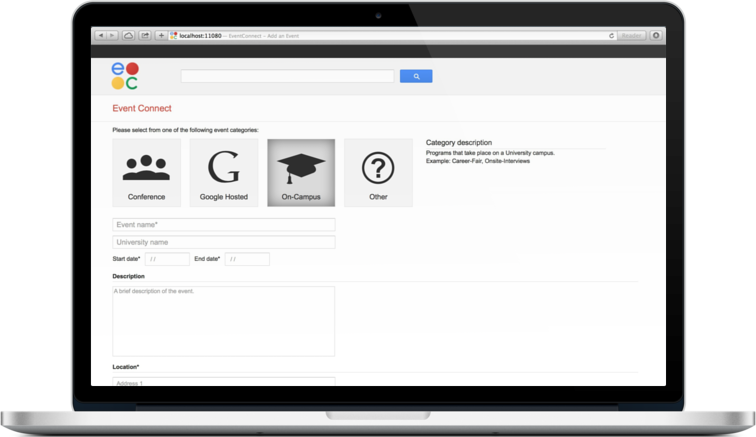 localhost:11080 — EventConnect – Add an Event
Reader
e
c
Event Connect
Please select from one of the following event categories:
Conference
G
Google Hosted
On-Campus
?
Other
Category description
Programs that take place on a University campus.
Example: Career-Fair, Onsite-Interviews
Event name*
University name
Start date* / / End date* / /
Description
A brief description of the event.
Location*
Address 1